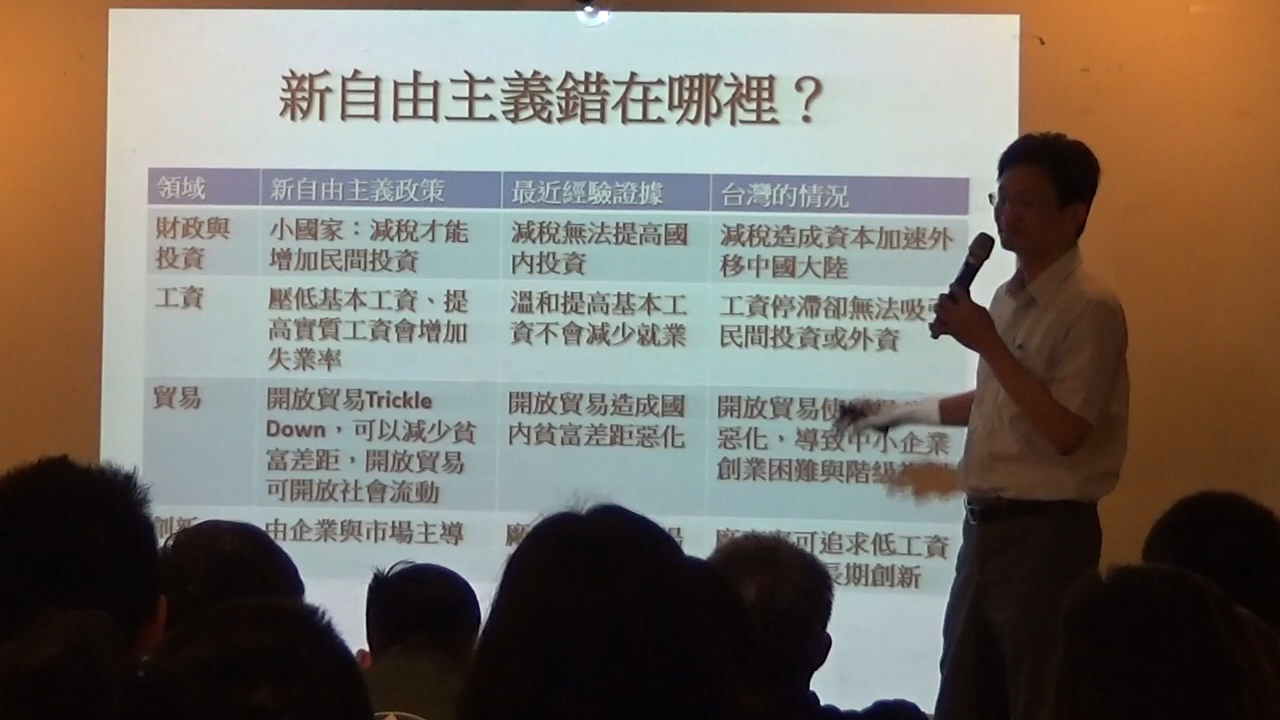 新自由主義錯在哪裡？
領域 新自由主義政策 最近經驗證據 台灣的情況
財政與 小國家：減稅才能 減稅無法提高國 減稅造成資本加速外
投資 增加民間投資 內投資 移中國大陸
工資 壓低基本工資、提 溫和提高基本工 工資停滯卻無法吸引
高實質工資會增加 資不會減少就業 民間投資或外資
失業率
貿易 開放貿易Trickle 開放貿易造成國 開放貿易使
Down，可以減少貧 內貧富差距惡化 惡化，導致中小企業
富差距，開放貿易 創業困難與階級
可開放社會流動
創新 由企業與市場主導 可追求低工資
長期創新